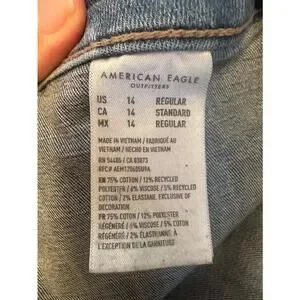 AMERICAN EAGLE
OUTFITTERS
US 14 REGULAR
CA 14 STANDARD
MX 14 REGULAR
MADE IN VIETNAM / FABRIQUÉ AU
VIETNAM / HECHO EN VIETNAM
RN 54485 / CA 03073
RFC# AEM1206050H4
EN 75% COTTON / 12% RECYCLED
POLYESTER / 6% VISCOSE / 5% RECYCLED
COTTON / 2% ELASTANE. EXCLUSIVE OF
DECORATION
FR 75% COTON / 12% POLYESTER
RÉGÉNÉRÉ / 6% VISCOSE / 5% COTON
RÉGÉNÉRÉ / 2% ÉLASTHANNE. À L'EXCEPTION
DE LA GARNITURE